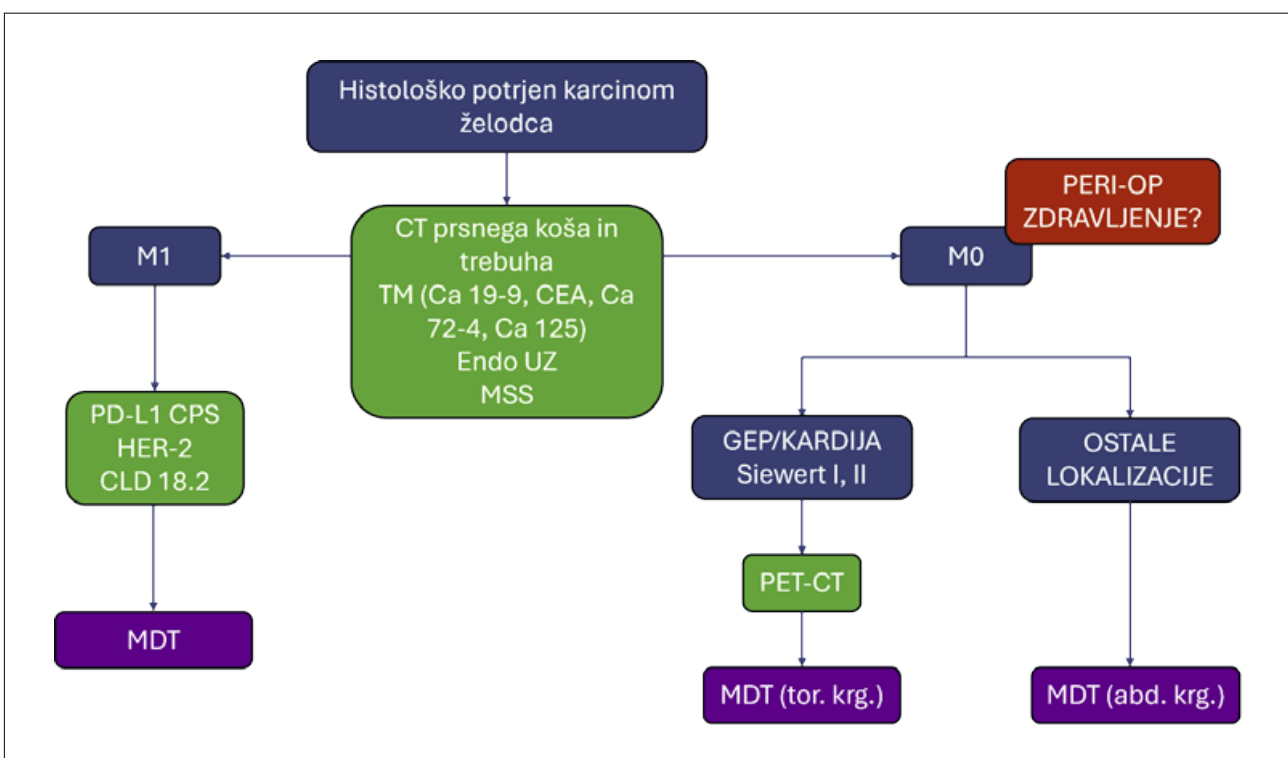 Histološko potrjen karcinom
želodca
PERI-OP
ZDRAVLJENJE?
M1
CT prsnega koša in
trebuha
TM (Ca 19-9, CEA, Ca
72-4, Ca 125)
Endo UZ
MSS
M0
PD-L1 CPS
HER-2
CLD 18.2
GEP/KARDIJA
Siewert I, II
OSTALE
LOKALIZACIJE
PET-CT
MDT
MDT (tor. krg.)
MDT (abd. krg.)